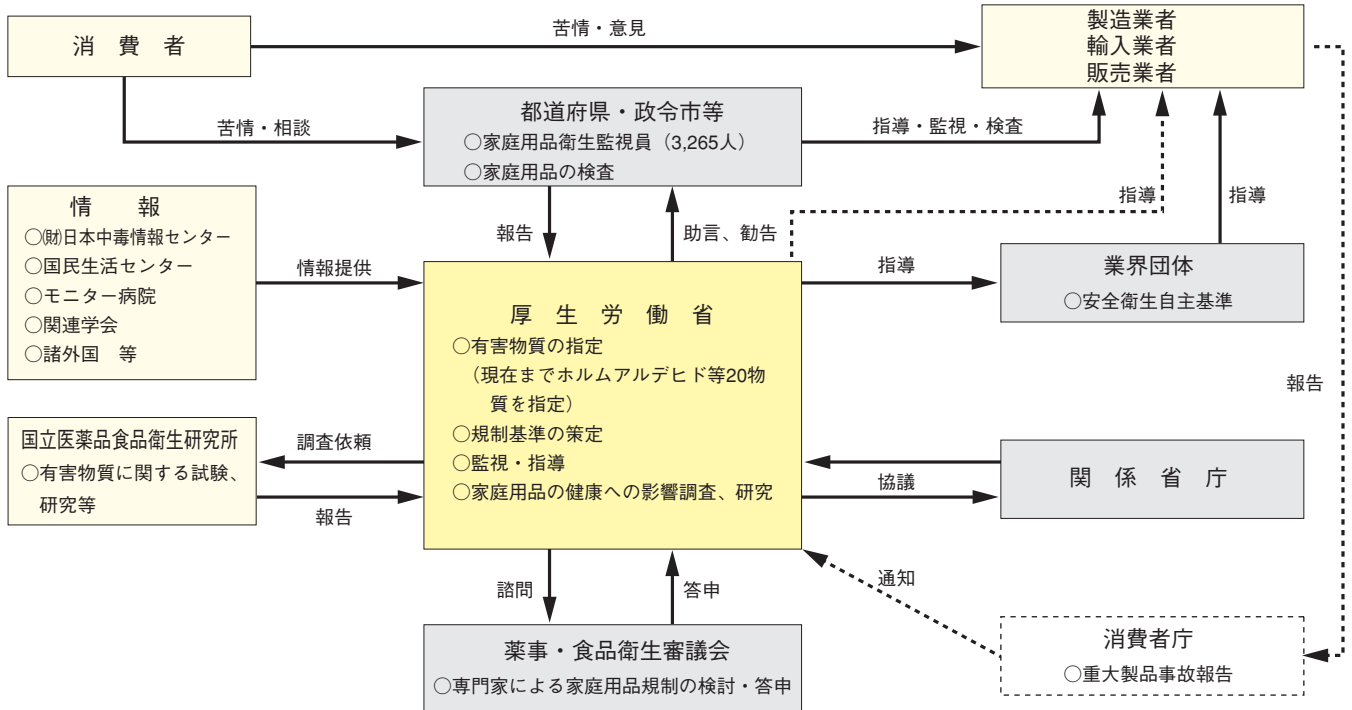 消　費　者
苦情・意見
製造業者
輸入業者
販売業者
苦情・相談
都道府県・政令市等
○家庭用品衛生監視員（3,265人）
○家庭用品の検査
指導・監視・検査
情　報
○㈶日本中毒情報センター
○国民生活センター
○モニター病院
○関連学会
○諸外国　等
情報提供
報告
助言、勧告
指導
指導
指導
業界団体
○安全衛生自主基準
厚　生　労　働　省
○有害物質の指定
（現在までホルムアルデヒド等20物
質を指定）
○規制基準の策定
○監視・指導
○家庭用品の健康への影響調査、研究
報告
国立医薬品食品衛生研究所
○有害物質に関する試験、
研究等
調査依頼
報告
協議
関　係　省　庁
諮問
答申
通知
薬事・食品衛生審議会
○専門家による家庭用品規制の検討・答申
消費者庁
○重大製品事故報告